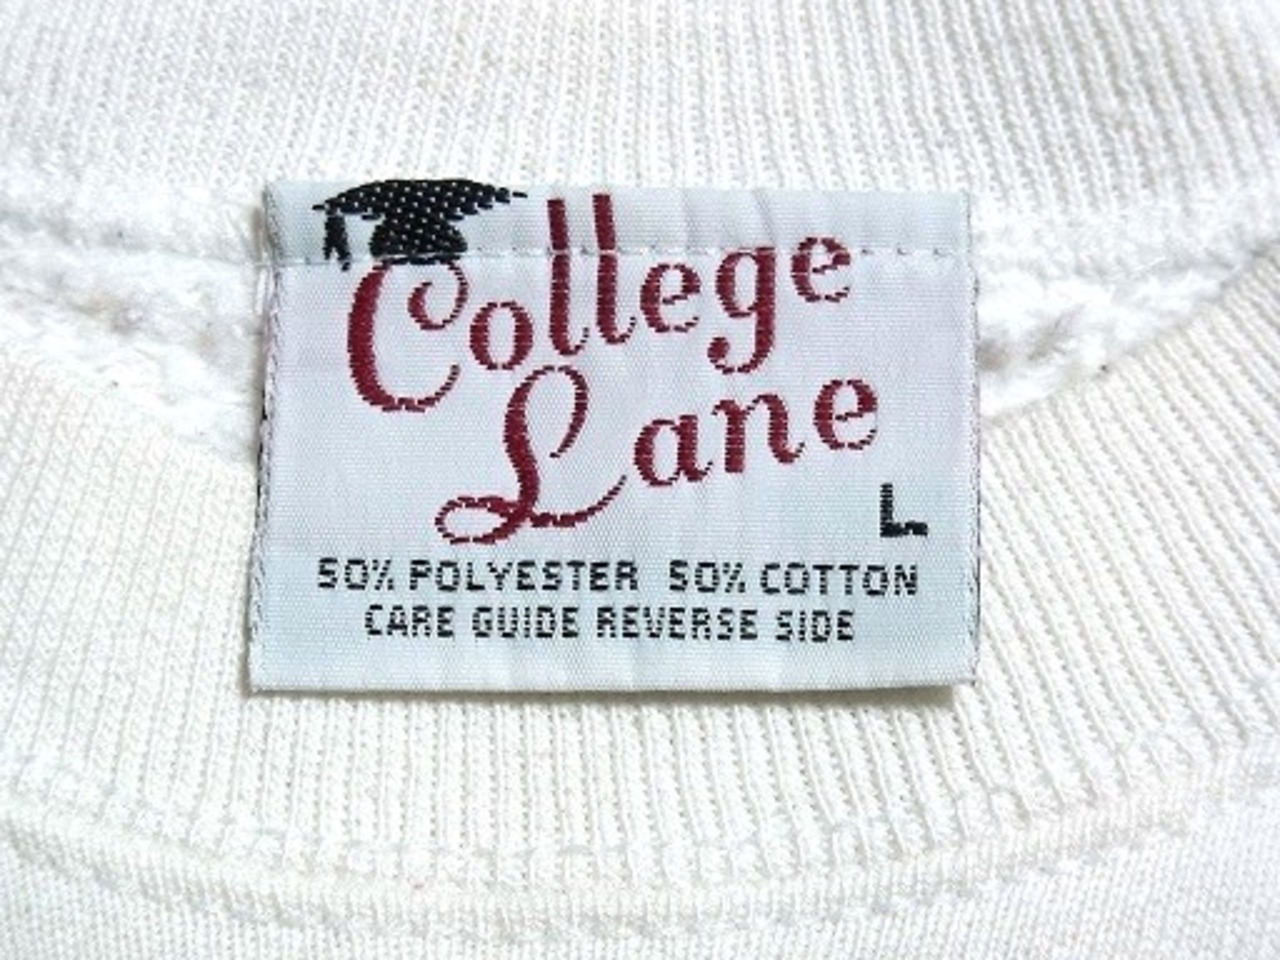 College
Lane
L
50% POLYESTER 50% COTTON
CARE GUIDE REVERSE SIDE